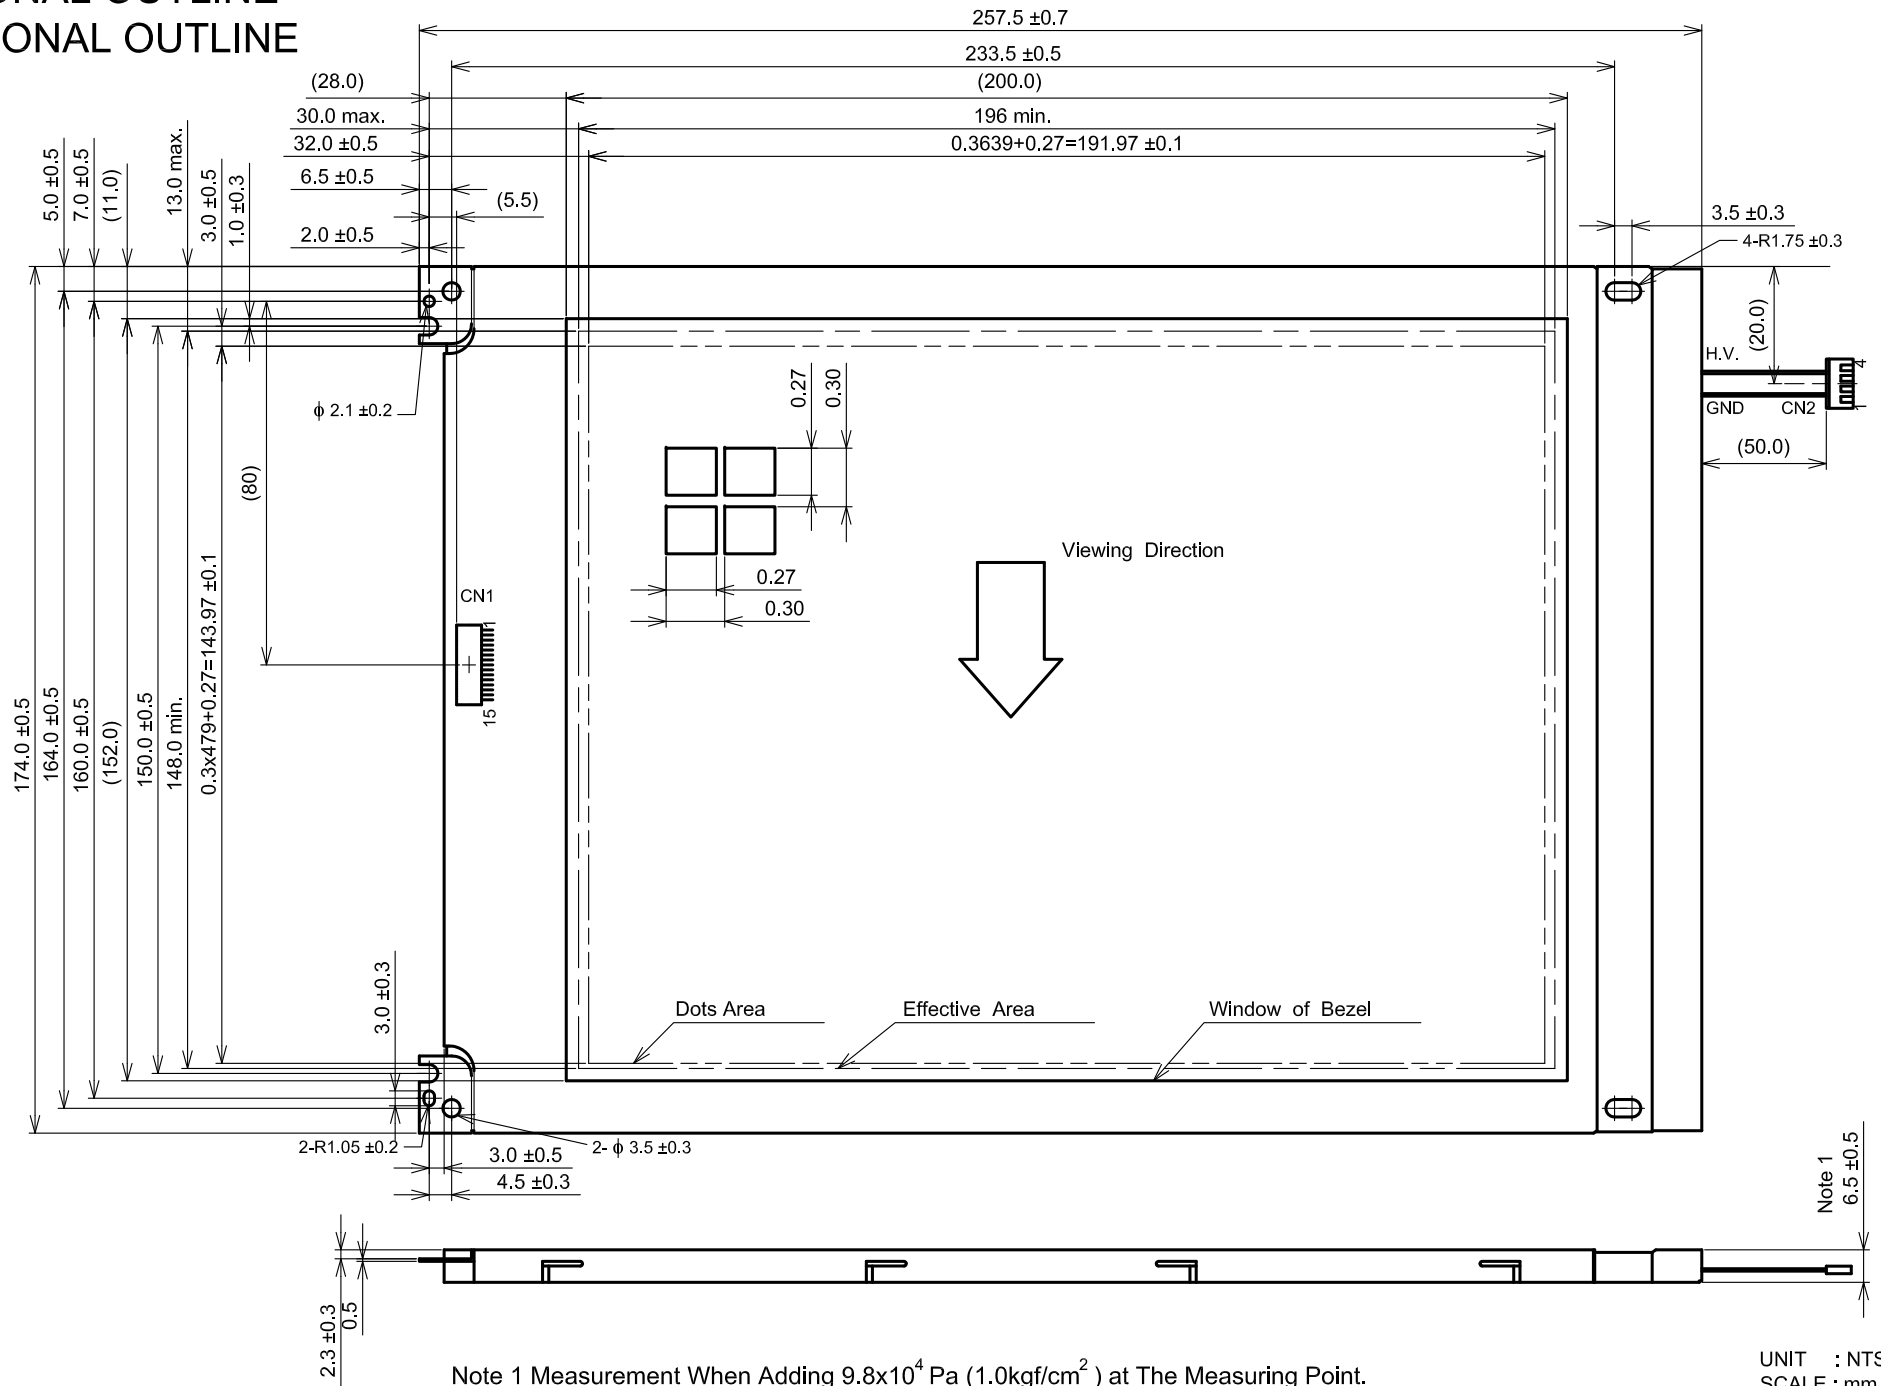 ONAL OUTLINE
ONAL OUTLINE
257.5 ±0.7
233.5 ±0.5
(28.0)
(200.0)
30.0 max.
196 min.
32.0 ±0.5
0.3639+0.27=191.97 ±0.1
6.5 ±0.5
(5.5)
2.0 ±0.5
5.0 ±0.5
7.0 ±0.5
(11.0)
13.0 max.
3.0 ±0.5
1.0 ±0.3
3.5 ±0.3
4-R1.75 ±0.3
(20.0)
H.V.
4
GND
CN2
1
(50.0)
ϕ 2.1 ±0.2
0.27
0.30
(80)
Viewing Direction
0.27
0.30
CN1
1
15
174.0 ±0.5
164.0 ±0.5
160.0 ±0.5
(152.0)
150.0 ±0.5
148.0 min.
0.3x479+0.27=143.97 ±0.1
3.0 ±0.3
Dots Area
Effective Area
Window of Bezel
2-R1.05 ±0.2
3.0 ±0.5
2- ϕ 3.5 ±0.3
4.5 ±0.3
Note 1
6.5 ±0.5
2.3 ±0.3
0.5
Note 1 Measurement When Adding 9.8x10⁴ Pa (1.0kgf/cm² ) at The Measuring Point.
UNIT : NTS
SCALE : mm